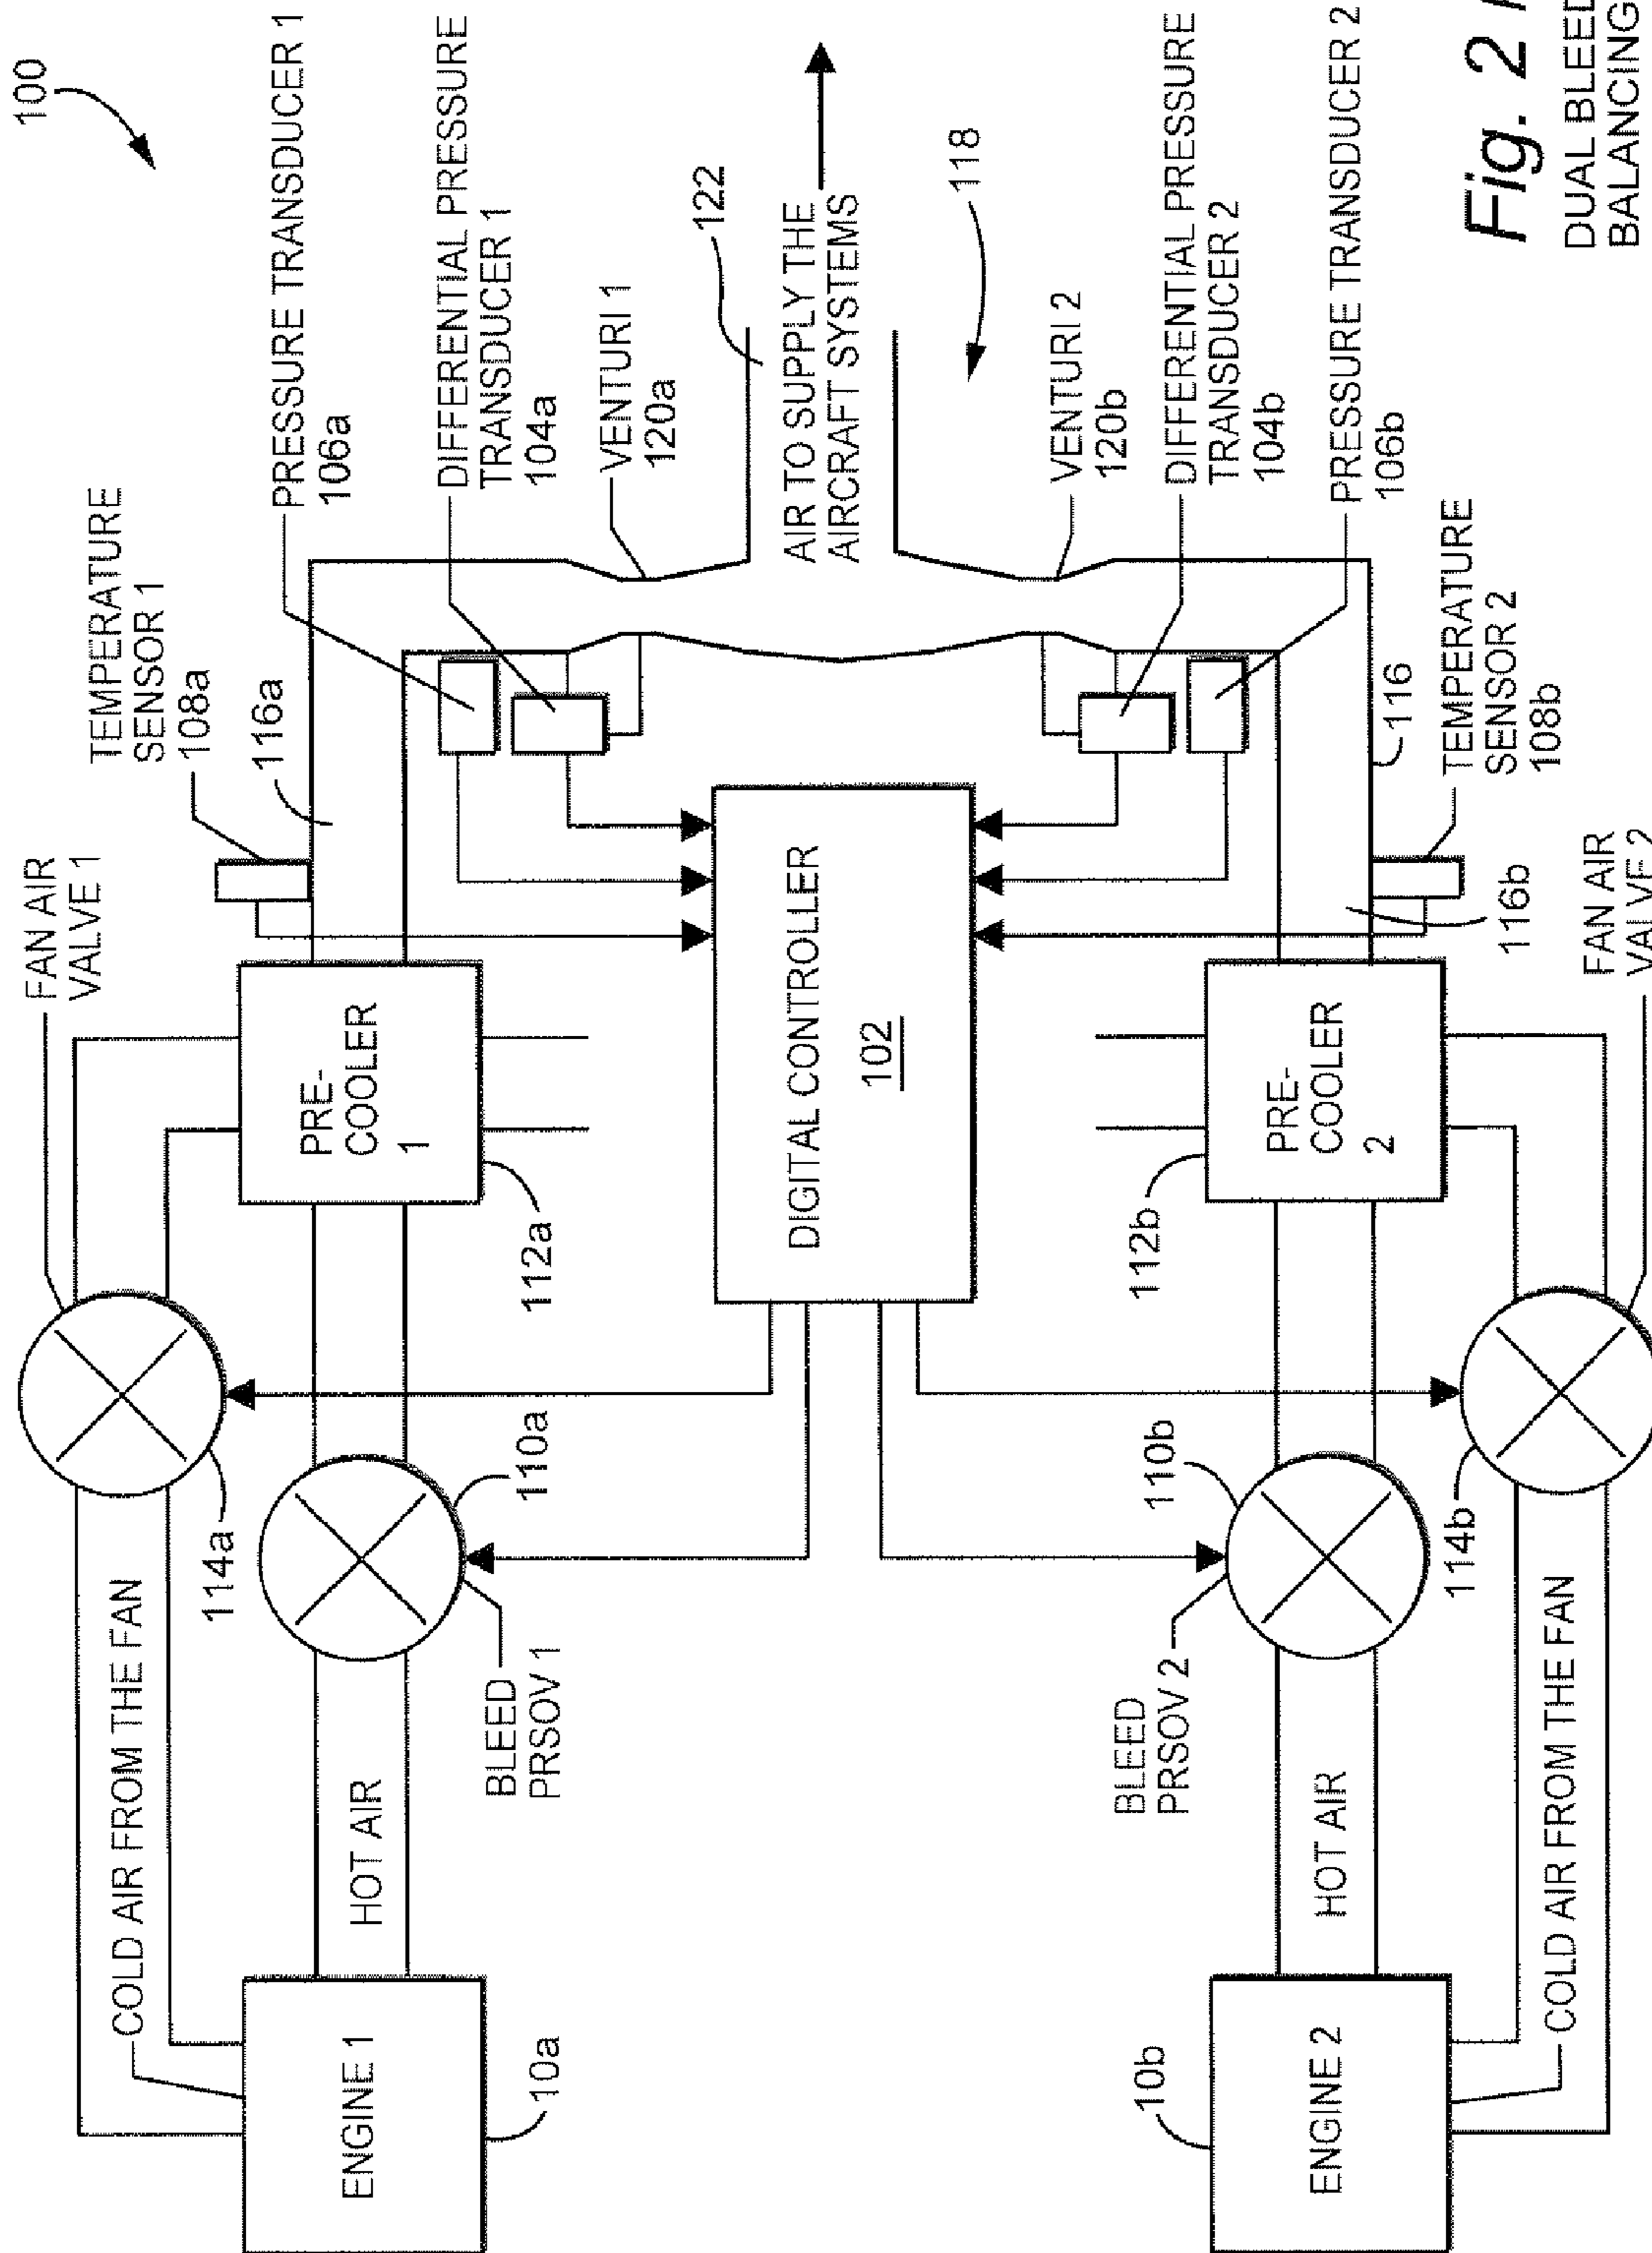 100
FAN AIR
VALVE 1
TEMPERATURE
SENSOR 1
108a
116a
PRESSURE TRANSDUCER 1
106a
DIFFERENTIAL PRESSURE
TRANSDUCER 1
104a
VENTURI 1
120a
122
AIR TO SUPPLY THE
AIRCRAFT SYSTEMS
118
VENTURI 2
120b
DIFFERENTIAL PRESSURE
TRANSDUCER 2
104b
PRESSURE TRANSDUCER 2
106b
116
TEMPERATURE
SENSOR 2
108b
116b
FAN AIR
VALVE 2
COLD AIR FROM THE FAN
114a
PRE-
COOLER
1
112a
HOT AIR
110a
BLEED
PRSOV 1
ENGINE 1
10a
DIGITAL CONTROLLER
102
PRE-
COOLER
2
112b
110b
BLEED
PRSOV 2
HOT AIR
114b
ENGINE 2
10b
COLD AIR FROM THE FAN
Fig. 2
DUAL BLEED
BALANCING